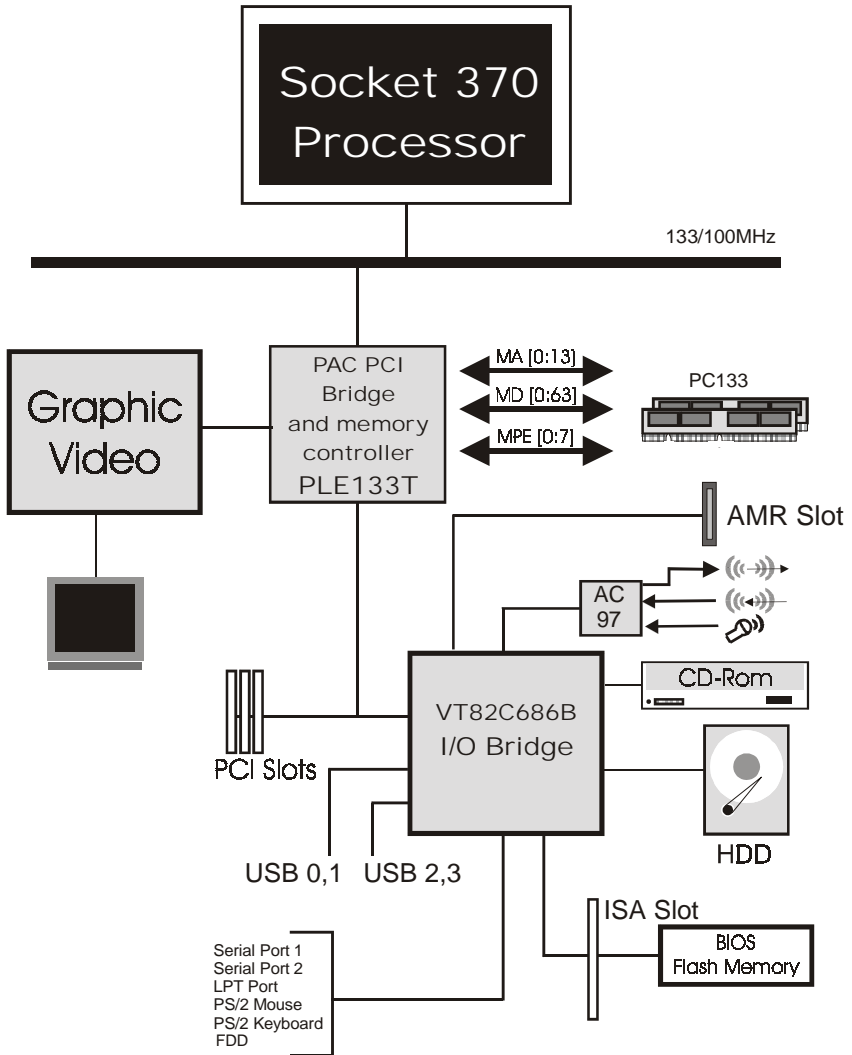 Socket 370
Processor
133/100MHz
PAC PCI
Bridge
and memory
controller
PLE133T
MA [0:13]
MD [0:63]
MPE [0:7]
PC133
Graphic
Video
AMR Slot
AC
97
CD-Rom
VT82C686B
I/O Bridge
PCI Slots
HDD
USB 0,1
USB 2,3
ISA Slot
BIOS
Flash Memory
Serial Port 1
Serial Port 2
LPT Port
PS/2 Mouse
PS/2 Keyboard
FDD